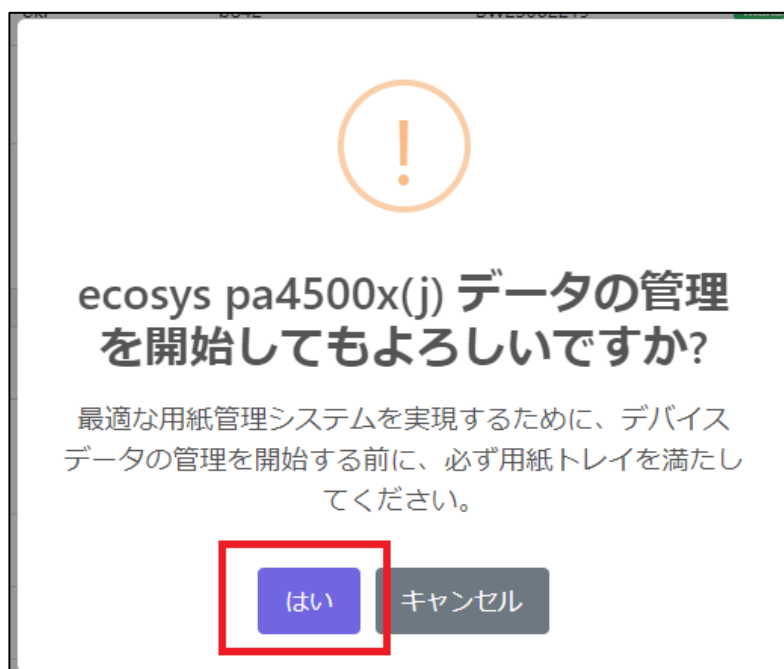 ecosys pa4500x(j) データの管理
を開始してもよろしいですか?
最適な用紙管理システムを実現するために、デバイス
データの管理を開始する前に、必ず用紙トレイを満たし
てください。
はい キャンセル